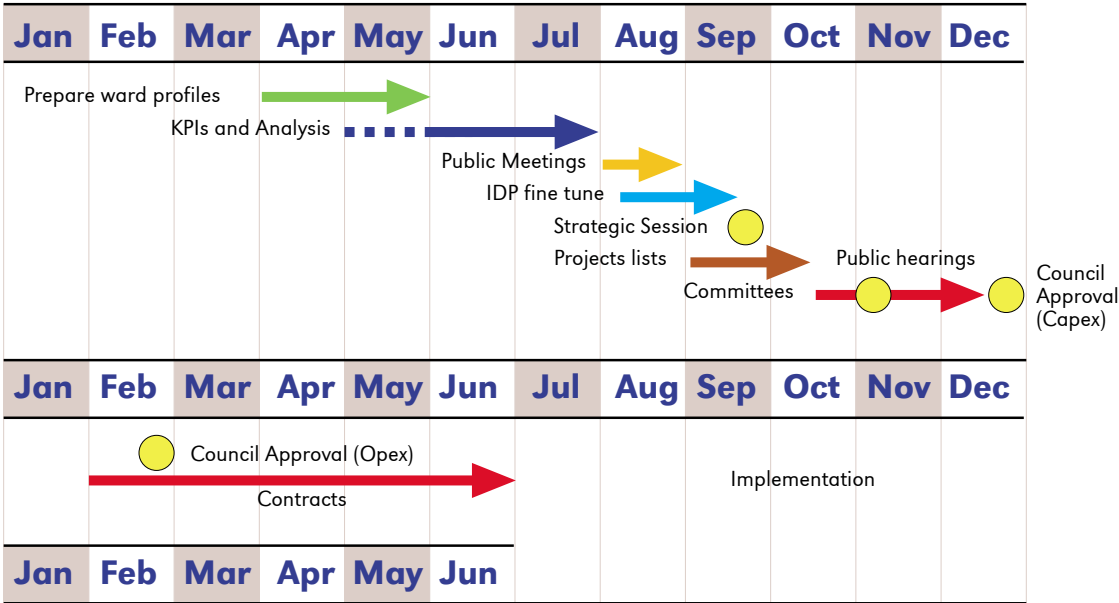 Jan Feb Mar Apr May Jun Jul Aug Sep Oct Nov Dec
Prepare ward profiles
KPIs and Analysis
Public Meetings
IDP fine tune
Strategic Session
Projects lists
Public hearings
Committees
Council
Approval
(Capex)
Jan Feb Mar Apr May Jun Jul Aug Sep Oct Nov Dec
Council Approval (Opex)
Contracts
Implementation
Jan Feb Mar Apr May Jun